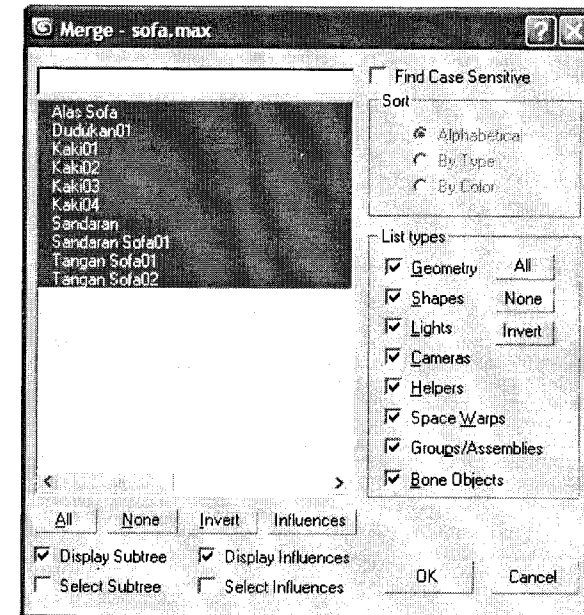 Merge - sofa.max
Find Case Sensitive
Sort
Alphabetical
By Type
By Color
Alas Sofa
Dudukan01
Kaki01
Kaki02
Kaki03
Kaki04
Sandaran
Sandaran Sofa01
Tangan Sofa01
Tangan Sofa02
List types
Geometry
All
Shapes
None
Lights
Invert
Cameras
Helpers
Space Warps
Groups/Assemblies
Bone Objects
All None Invert Influences
Display Subtree Display Influences
Select Subtree Select Influences
OK Cancel